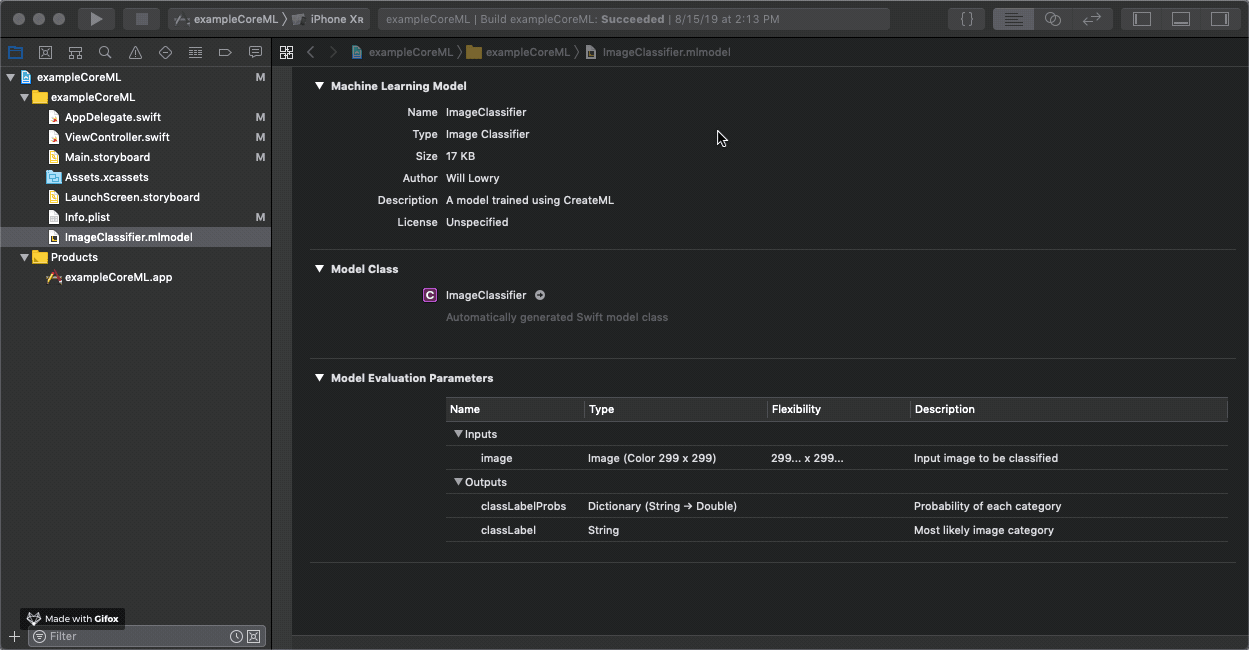 exampleCoreML 〉 iPhone XR
exampleCoreML | Build exampleCoreML: Succeeded | 8/15/19 at 2:13 PM
{ }
exampleCoreML 〉 exampleCoreML 〉 ImageClassifier.mlmodel
exampleCoreML M
exampleCoreML
AppDelegate.swift M
ViewController.swift M
Main.storyboard M
Assets.xcassets
LaunchScreen.storyboard
Info.plist M
ImageClassifier.mlmodel
Products
exampleCoreML.app
Made with Gifox
Filter
Machine Learning Model
Name ImageClassifier
Type Image Classifier
Size 17 KB
Author Will Lowry
Description A model trained using CreateML
License Unspecified
Model Class
C ImageClassifier
Automatically generated Swift model class
Model Evaluation Parameters
Name Type Flexibility Description
Inputs
image Image (Color 299 x 299) 299... x 299... Input image to be classified
Outputs
classLabelProbs Dictionary (String → Double) Probability of each category
classLabel String Most likely image category